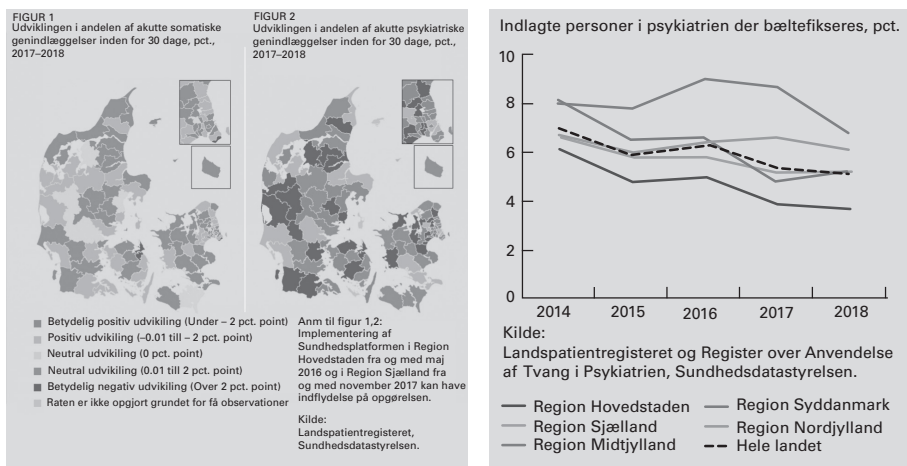 FIGUR 1
Udviklingen i andelen af akutte somatiske
genindlæggelser inden for 30 dage, pct.,
2017–2018
FIGUR 2
Udviklingen i andelen af akutte psykiatriske
genindlæggelser inden for 30 dage, pct.,
2017–2018
Betydelig positiv udvikiling (Under – 2 pct. point)
Positiv udvikiling (–0.01 till – 2 pct. point)
Neutral udvikiling (0 pct. point)
Neutral udvikiling (0.01 till 2 pct. point)
Betydelig negativ udvikiling (Over 2 pct. point)
Raten er ikke opgjort grundet for få observationer
Anm til figur 1,2:
Implementering af
Sundhedsplatformen i Region
Hovedstaden fra og med maj
2016 og i Region Sjælland fra
og med november 2017 kan have
indflydelse på opgørelsen.
Kilde:
Landspatientregisteret,
Sundhedsdatastyrelsen.
Indlagte personer i psykiatrien der bæltefikseres, pct.
10
8
6
4
2
0
2014 2015 2016 2017 2018
Kilde:
Landspatientregisteret og Register over Anvendelse
af Tvang i Psykiatrien, Sundhedsdatastyrelsen.
Region Hovedstaden
Region Sjælland
Region Midtjylland
Region Syddanmark
Region Nordjylland
Hele landet